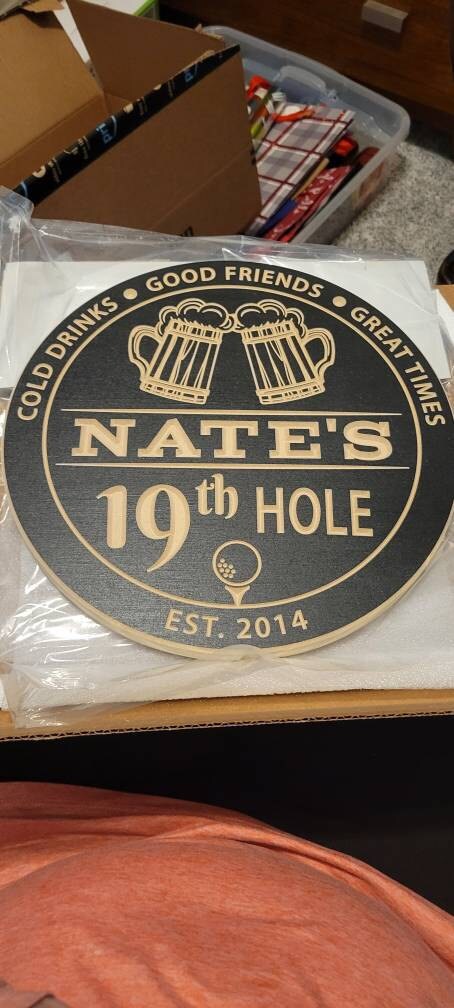 COLD DRINKS • GOOD FRIENDS • GREAT TIMES
NATE'S
19th HOLE
EST. 2014